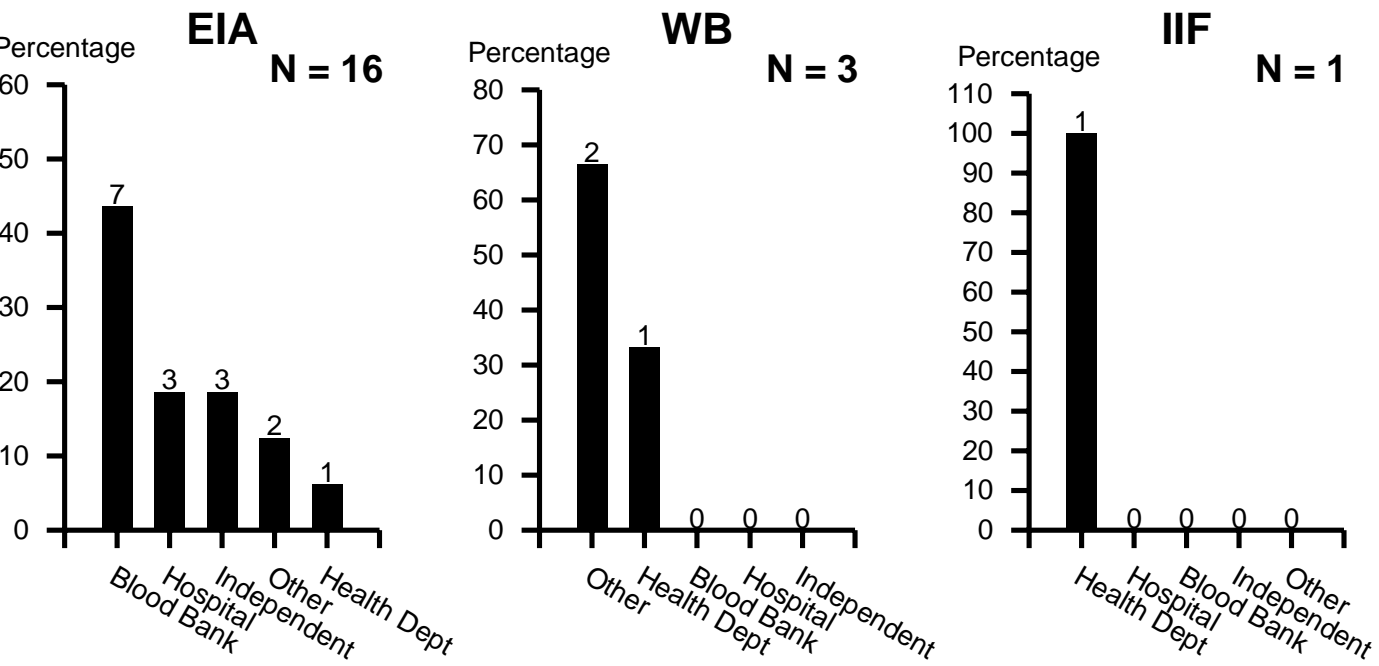 EIA
Percentage
N = 16
60
50
40
30
20
10
0
7
3
3
2
1
Blood Bank
Hospital
Independent
Other
Health Dept
WB
Percentage
N = 3
80
70
60
50
40
30
20
10
0
2
1
0
0
0
Other
Health Dept
Blood Bank
Hospital
Independent
IIF
Percentage
N = 1
110
100
90
80
70
60
50
40
30
20
10
0
1
0
0
0
0
Health Dept
Hospital
Blood Bank
Independent
Other